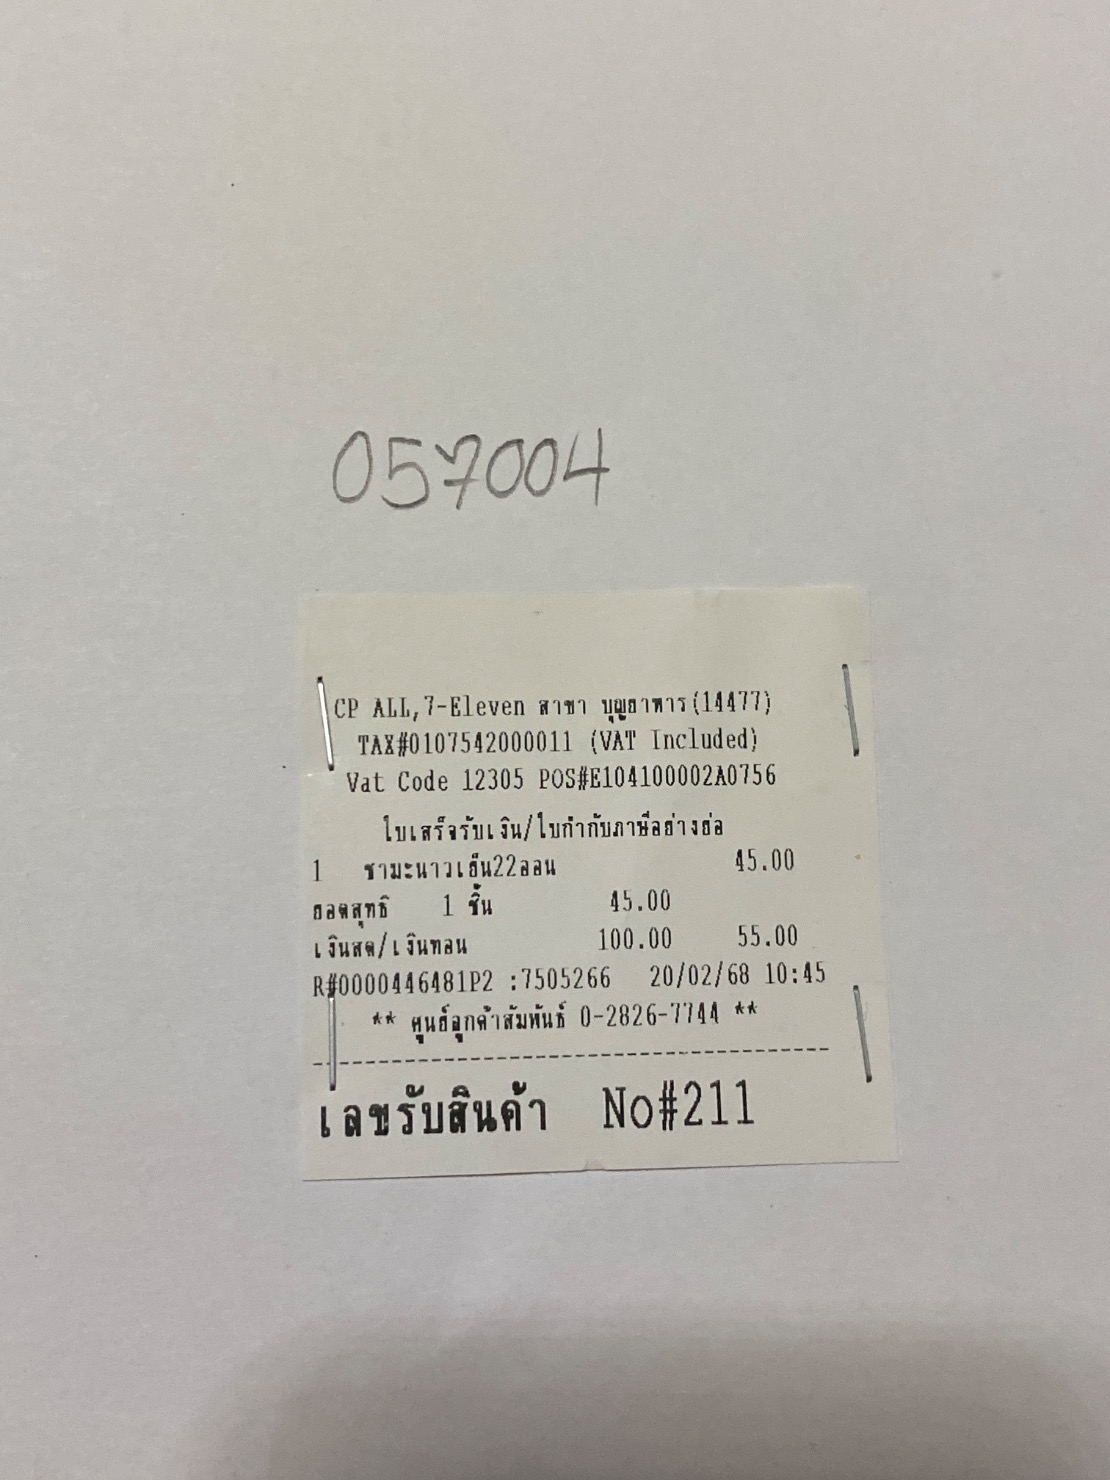 057004
CP ALL,7-Eleven สาขา บุญยาหาร(14477)
TAX#0107542000011 (VAT Included)
Vat Code 12305 POS#E104100002A0756
ใบเสร็จรับเงิน/ใบกำกับภาษีอย่างย่อ
1 ชามะนาวเย็น22ออน 45.00
ยอดสุทธิ 1 ชิ้น 45.00
เงินสด/เงินทอน 100.00 55.00
R#0000446481P2 :7505266 20/02/68 10:45
** ศูนย์ลูกค้าสัมพันธ์ 0-2826-7744 **
เลขรับสินค้า No#211